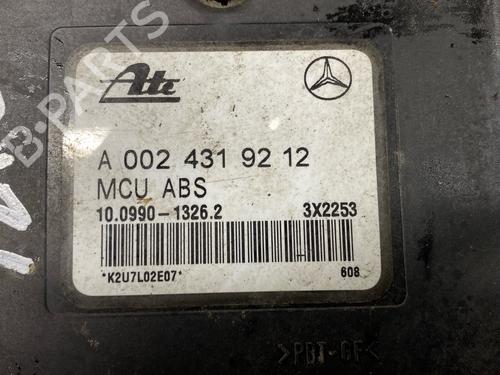 Ate
A 002 431 92 12
MCU ABS
10.0990-1326.2 3X2253
*K2U7L02E07* 608
>PBT-GF<
B-PARTS